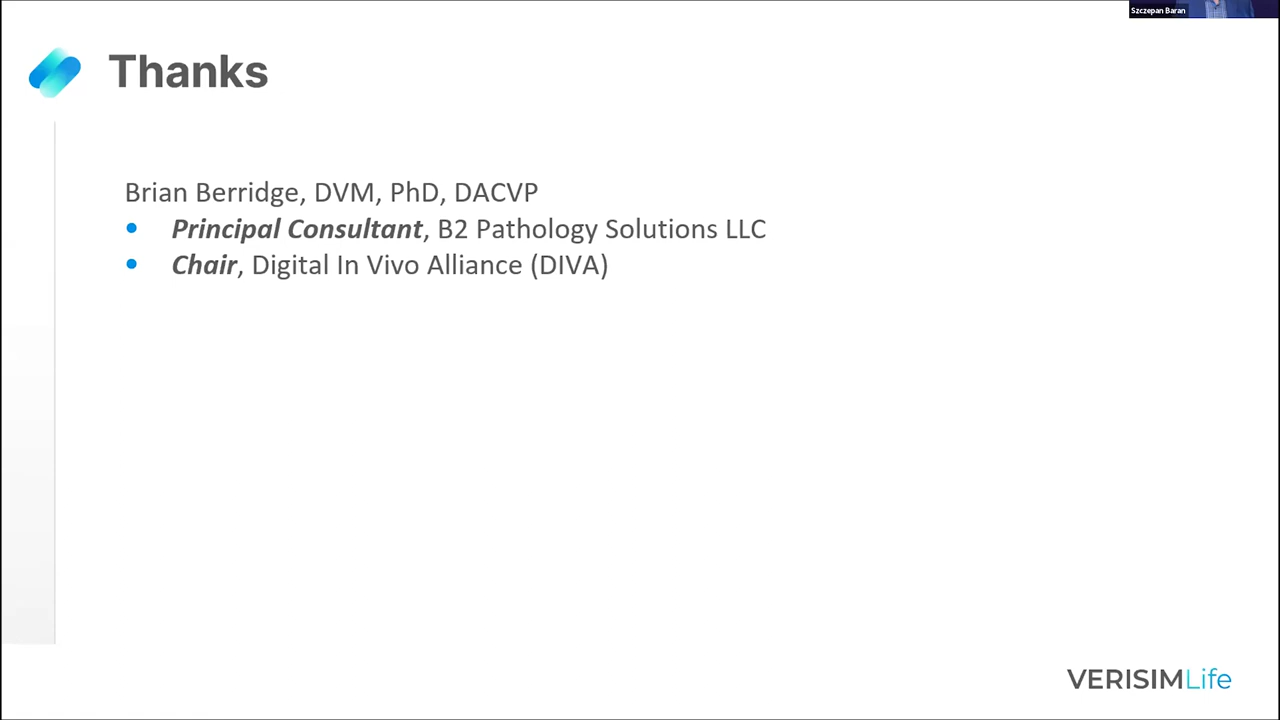 Szczepan Baran
Thanks
Brian Berridge, DVM, PhD, DACVP
• Principal Consultant, B2 Pathology Solutions LLC
• Chair, Digital In Vivo Alliance (DIVA)
VERISIMLife